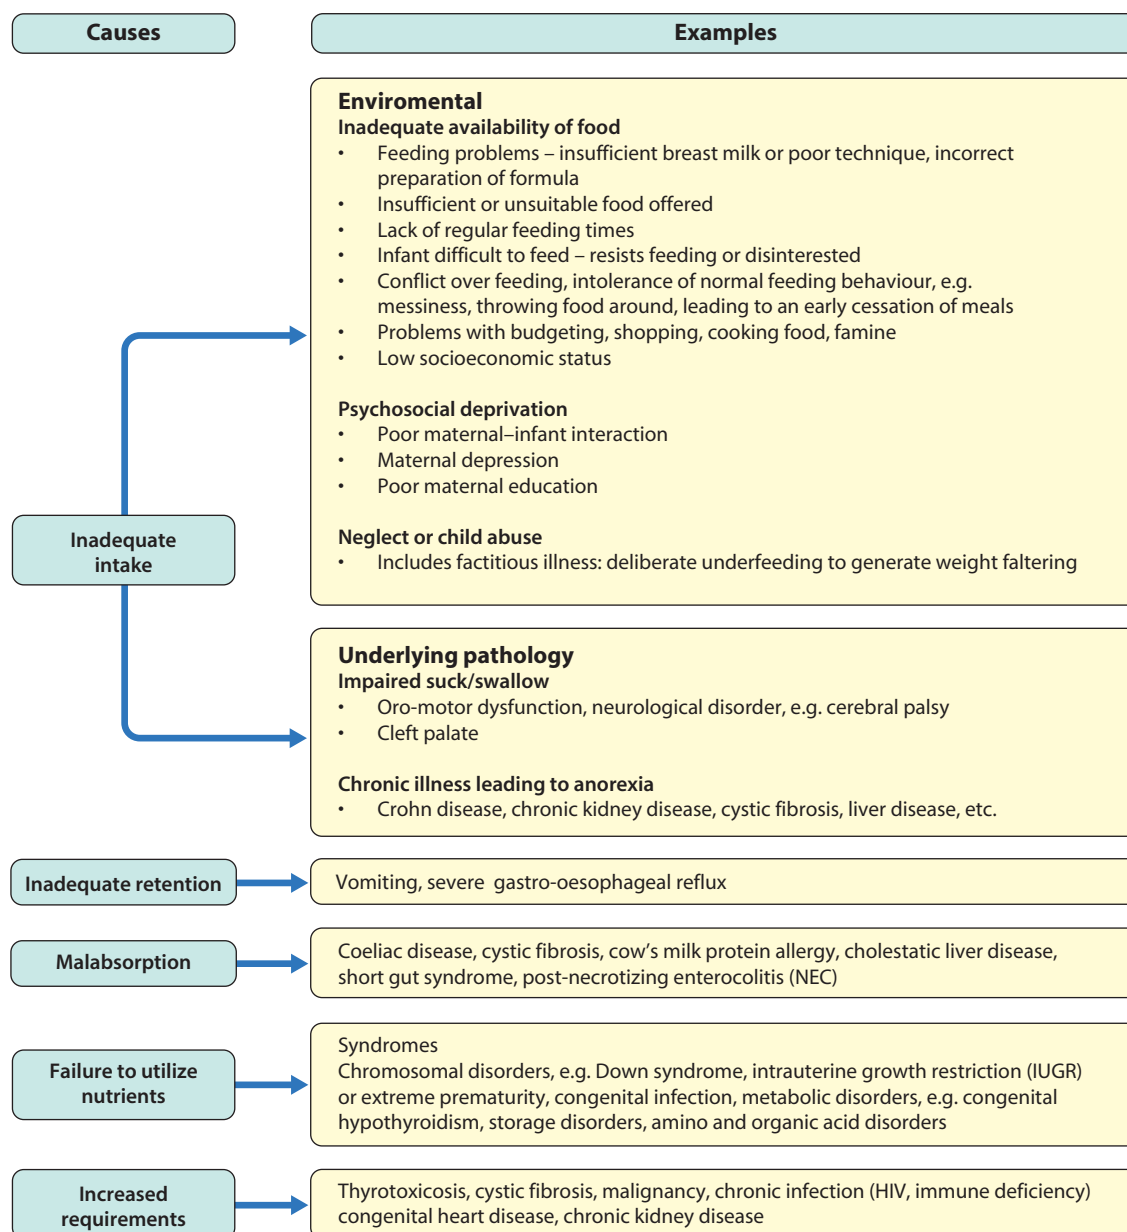 Causes
Examples
Enviromental
Inadequate availability of food
• Feeding problems – insufficient breast milk or poor technique, incorrect
preparation of formula
• Insufficient or unsuitable food offered
• Lack of regular feeding times
• Infant difficult to feed – resists feeding or disinterested
• Conflict over feeding, intolerance of normal feeding behaviour, e.g.
messiness, throwing food around, leading to an early cessation of meals
• Problems with budgeting, shopping, cooking food, famine
• Low socioeconomic status
Psychosocial deprivation
• Poor maternal–infant interaction
• Maternal depression
• Poor maternal education
Neglect or child abuse
• Includes factitious illness: deliberate underfeeding to generate weight faltering
Inadequate
intake
Underlying pathology
Impaired suck/swallow
• Oro-motor dysfunction, neurological disorder, e.g. cerebral palsy
• Cleft palate
Chronic illness leading to anorexia
• Crohn disease, chronic kidney disease, cystic fibrosis, liver disease, etc.
Inadequate retention
Vomiting, severe gastro-oesophageal reflux
Malabsorption
Coeliac disease, cystic fibrosis, cow's milk protein allergy, cholestatic liver disease,
short gut syndrome, post-necrotizing enterocolitis (NEC)
Failure to utilize
nutrients
Syndromes
Chromosomal disorders, e.g. Down syndrome, intrauterine growth restriction (IUGR)
or extreme prematurity, congenital infection, metabolic disorders, e.g. congenital
hypothyroidism, storage disorders, amino and organic acid disorders
Increased
requirements
Thyrotoxicosis, cystic fibrosis, malignancy, chronic infection (HIV, immune deficiency)
congenital heart disease, chronic kidney disease